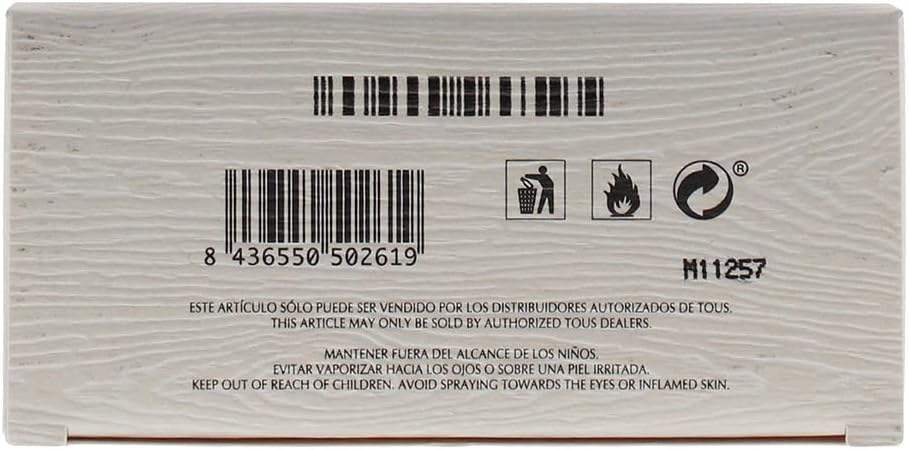 ®
8 436550 502619
M11257
ESTE ARTÍCULO SÓLO PUEDE SER VENDIDO POR LOS DISTRIBUIDORES AUTORIZADOS DE TOUS.
THIS ARTICLE MAY ONLY BE SOLD BY AUTHORIZED TOUS DEALERS.
MANTENER FUERA DEL ALCANCE DE LOS NIÑOS.
EVITAR VAPORIZAR HACIA LOS OJOS O SOBRE UNA PIEL IRRITADA.
KEEP OUT OF REACH OF CHILDREN. AVOID SPRAYING TOWARDS THE EYES OR INFLAMED SKIN.